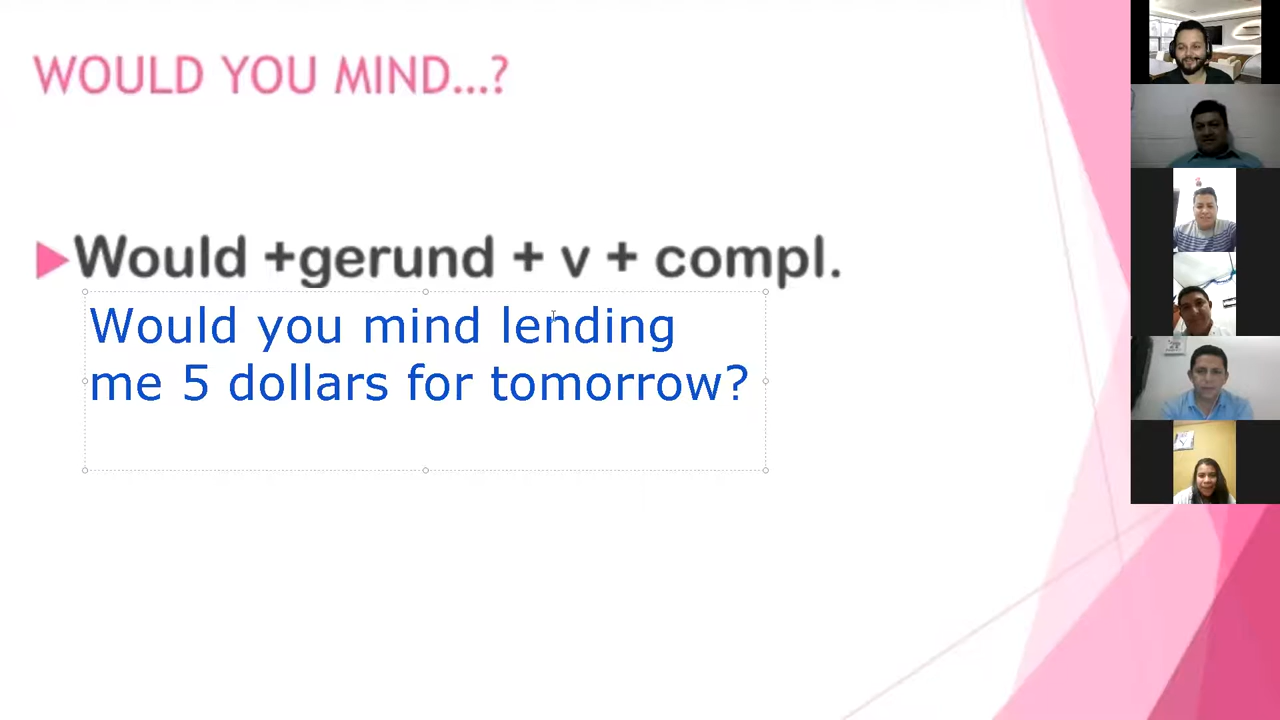 WOULD YOU MIND...?
Would +gerund + v + compl.
Would you mind lending
me 5 dollars for tomorrow?